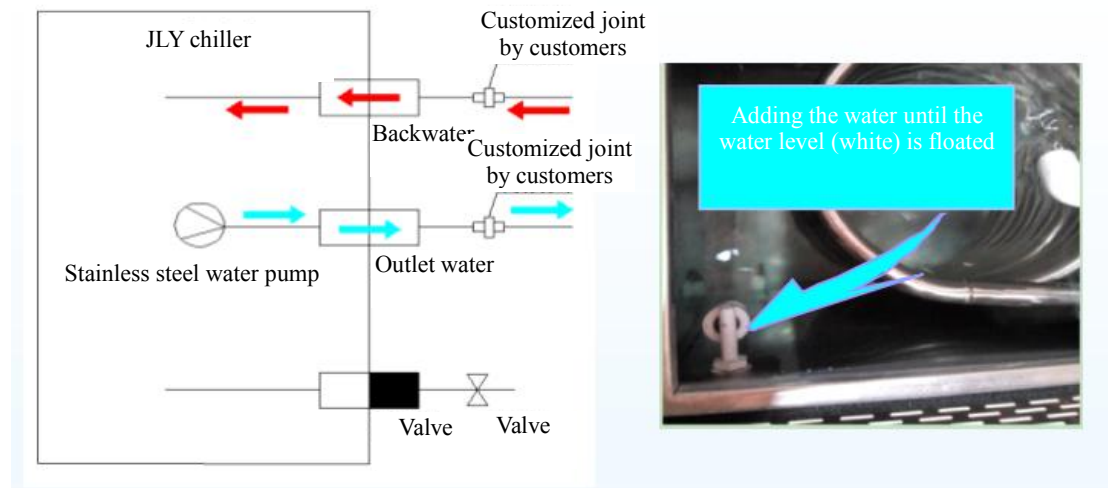 JLY chiller
Customized joint
by customers
Backwater
Customized joint
by customers
Stainless steel water pump
Outlet water
Valve
Valve
Adding the water until the
water level (white) is floated